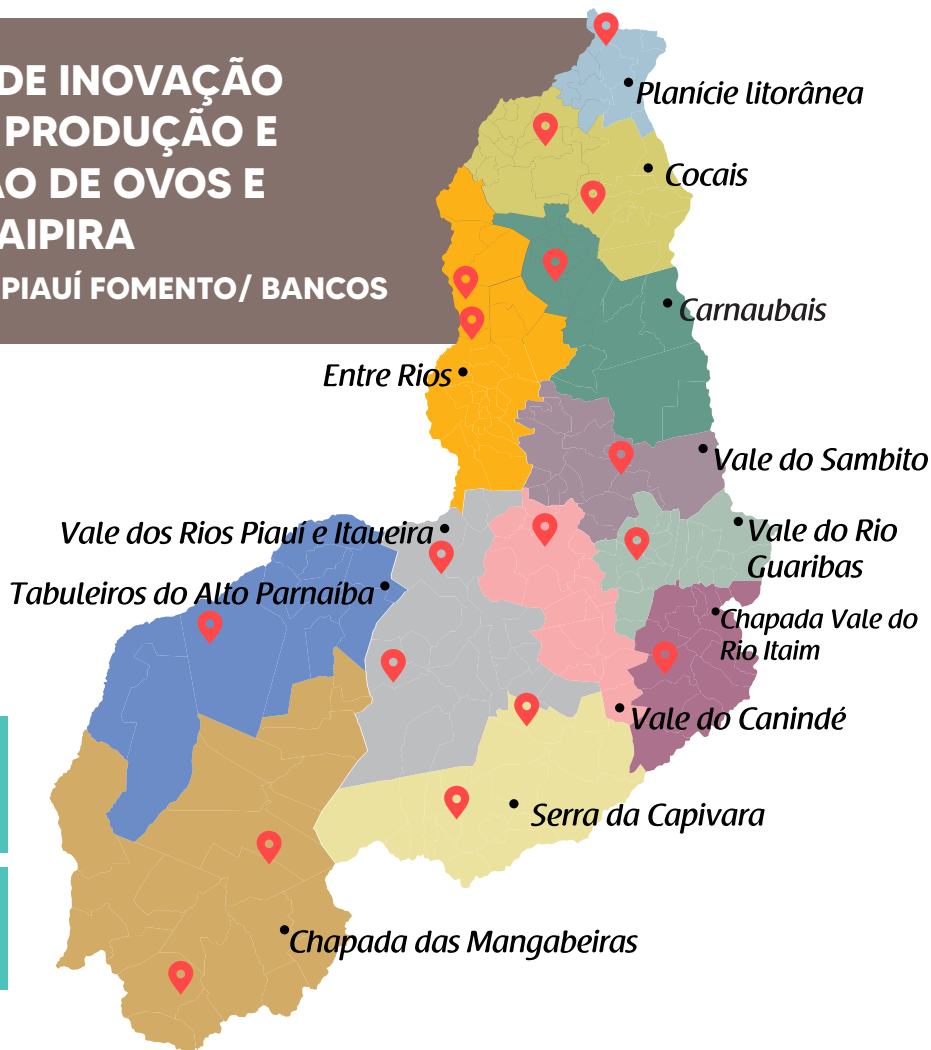 DE INOVAÇÃO
PRODUÇÃO E
ÃO DE OVOS E
AIPIRA
PIAUÍ FOMENTO/ BANCOS
Planície litorânea
Cocais
Carnaubais
Entre Rios
Vale do Sambito
Vale dos Rios Piauí e Itaueira
Vale do Rio
Guaribas
Tabuleiros do Alto Parnaíba
Chapada Vale do
Rio Itaim
Vale do Canindé
Serra da Capivara
Chapada das Mangabeiras